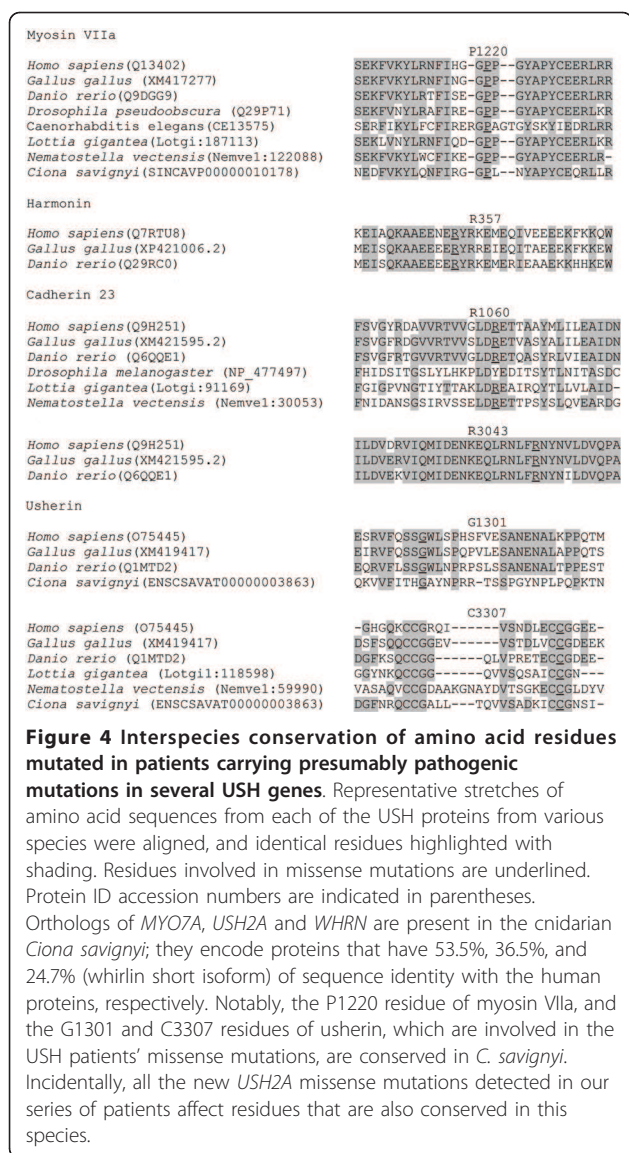 Myosin VIIa
P1220
Homo sapiens(Q13402) SEKFVKYLRNFIHG-GPP--GYAPYCEERLRR
Gallus gallus (XM417277) SEKFVKYLRNFING-GPP--GYAPYCEERLRR
Danio rerio(Q9DGG9) SEKFVKYLRTFISE-GPP--GYAPYCEERLRR
Drosophila pseudoobscura (Q29P71) SEKFVNYLRAFIRE-GPP--GYAPYCEERLKR
Caenorhabditis elegans(CE13575) SERFIKYLFCFIRERGPAGTGYSKYIEDRLRR
Lottia gigantea(Lotgi:187113) SEKLVNYLRNFIQD-GPP--GYAPYCEERLKR
Nematostella vectensis (Nemve1:122088) SEKFVKYLWCFIKE-GPP--GYAPYCEERLR-
Ciona savignyi(SINCAVP00000010178) NEDFVKYLQNFIRG-GPL--NYAPYCEQRLLR
Harmonin
R357
Homo sapiens(Q7RTU8) KEIAQKAAEENERYRKEMEQIVEEEEKFKKQW
Gallus gallus(XP421006.2) MEISQKAAEEEERYRREIEQITAEEEKFKKEW
Danio rerio(Q29RC0) MEISQKAAEEEERYRKEMERIEAAEKKHHKEW
Cadherin 23
R1060
Homo sapiens(Q9H251) FSVGYRDAVVRTVVGLDRETTAAYMLILEAIDN
Gallus gallus(XM421595.2) FSVGFRDGVVRTVVSLDRETVASYTLILEAIDN
Danio rerio(Q6QQE1) FSVGFRTGVVRTVVGLDRETQASYRLVIEAIDN
Drosophila melanogaster(NP_477497) FHIDSITGSLYLHKPLDYEDITSYTLNITASDC
Lottia gigantea(Lotgi:91169) FGIGPVNGTIYTTAKLDREAIRQYTLLVLAID-
Nematostella vectensis (Nemve1:30053) FNIDANSGSIRVSSELDRETTPSYSLQVEARDG
R3043
Homo sapiens(Q9H251) ILDVDRVIQMIDENKEQLRNLFRNYNVLDVQPA
Gallus gallus(XM421595.2) ILDVERVIQMIDENKEQLRNLFRNYNVLDVQPA
Danio rerio(Q6QQE1) ILDVEKVIQMIDENKEQLRNLFRNYNILDVQPA
Usherin
G1301
Homo sapiens(O75445) ESRVFQSSGWLSPHSFVESANENALKPPQTM
Gallus gallus(XM419417) EIRVFQSSGWLSPQPVLESANENALAPPQTS
Danio rerio(Q1MTD2) EQRVFLSSGWLNPRPSLSSANENALTPPEST
Ciona savignyi(ENSCSAVAT00000003863) QKVVFITHGAYNPRR-TSSPGYNPLPQPKTN
C3307
Homo sapiens (O75445) -GHGQKCCGRQI------VSNDLECCGGEE-
Gallus gallus (XM419417) DSFSQKCCGGEV------VSTDLVCCGDEEK
Danio rerio (Q1MTD2) DGFKSQCCGG--------QLVPRETECCGDEE-
Lottia gigantea (Lotgi1:118598) GGYNKQCCGG--------QVVSQSAICCGN---
Nematostella vectensis(Nemve1:59990) VASAQVCCGDAAKGNAYDVTSGKECCGLDYV
Ciona savignyi (ENSCSAVAT00000003863) DGFNRQCCGALL---TQVVSADKICCGNSI-
Figure 4 Interspecies conservation of amino acid residues
mutated in patients carrying presumably pathogenic
mutations in several USH genes. Representative stretches of
amino acid sequences from each of the USH proteins from various
species were aligned, and identical residues highlighted with
shading. Residues involved in missense mutations are underlined.
Protein ID accession numbers are indicated in parentheses.
Orthologs of MYO7A, USH2A and WHRN are present in the cnidarian
Ciona savignyi; they encode proteins that have 53.5%, 36.5%, and
24.7% (whirlin short isoform) of sequence identity with the human
proteins, respectively. Notably, the P1220 residue of myosin VIIa, and
the G1301 and C3307 residues of usherin, which are involved in the
USH patients' missense mutations, are conserved in C. savignyi.
Incidentally, all the new USH2A missense mutations detected in our
series of patients affect residues that are also conserved in this
species.